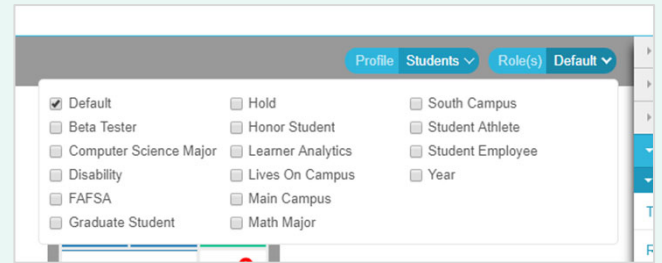 Profile Students Role(s) Default
Default
Beta Tester
Computer Science Major
Disability
FAFSA
Graduate Student
Hold
Honor Student
Learner Analytics
Lives On Campus
Main Campus
Math Major
South Campus
Student Athlete
Student Employee
Year
T
R